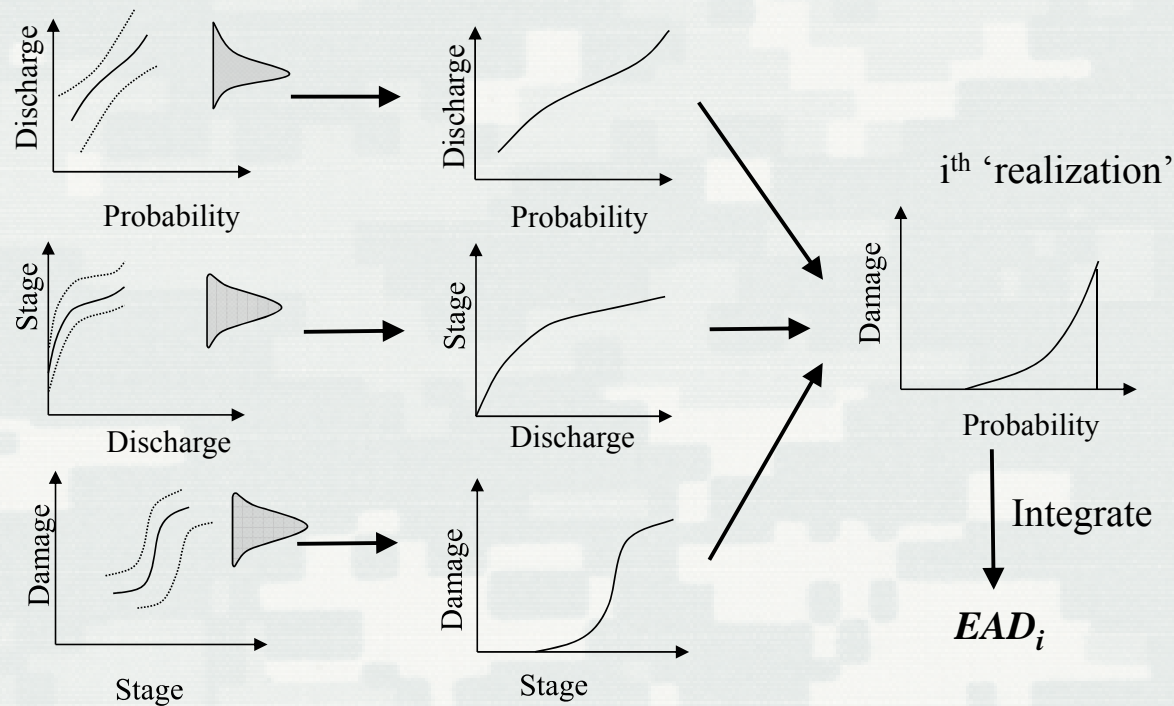 Discharge
Probability
Discharge
Probability
ith ‘realization’
Stage
Discharge
Stage
Discharge
Damage
Probability
Damage
Stage
Damage
Stage
Integrate
EADi